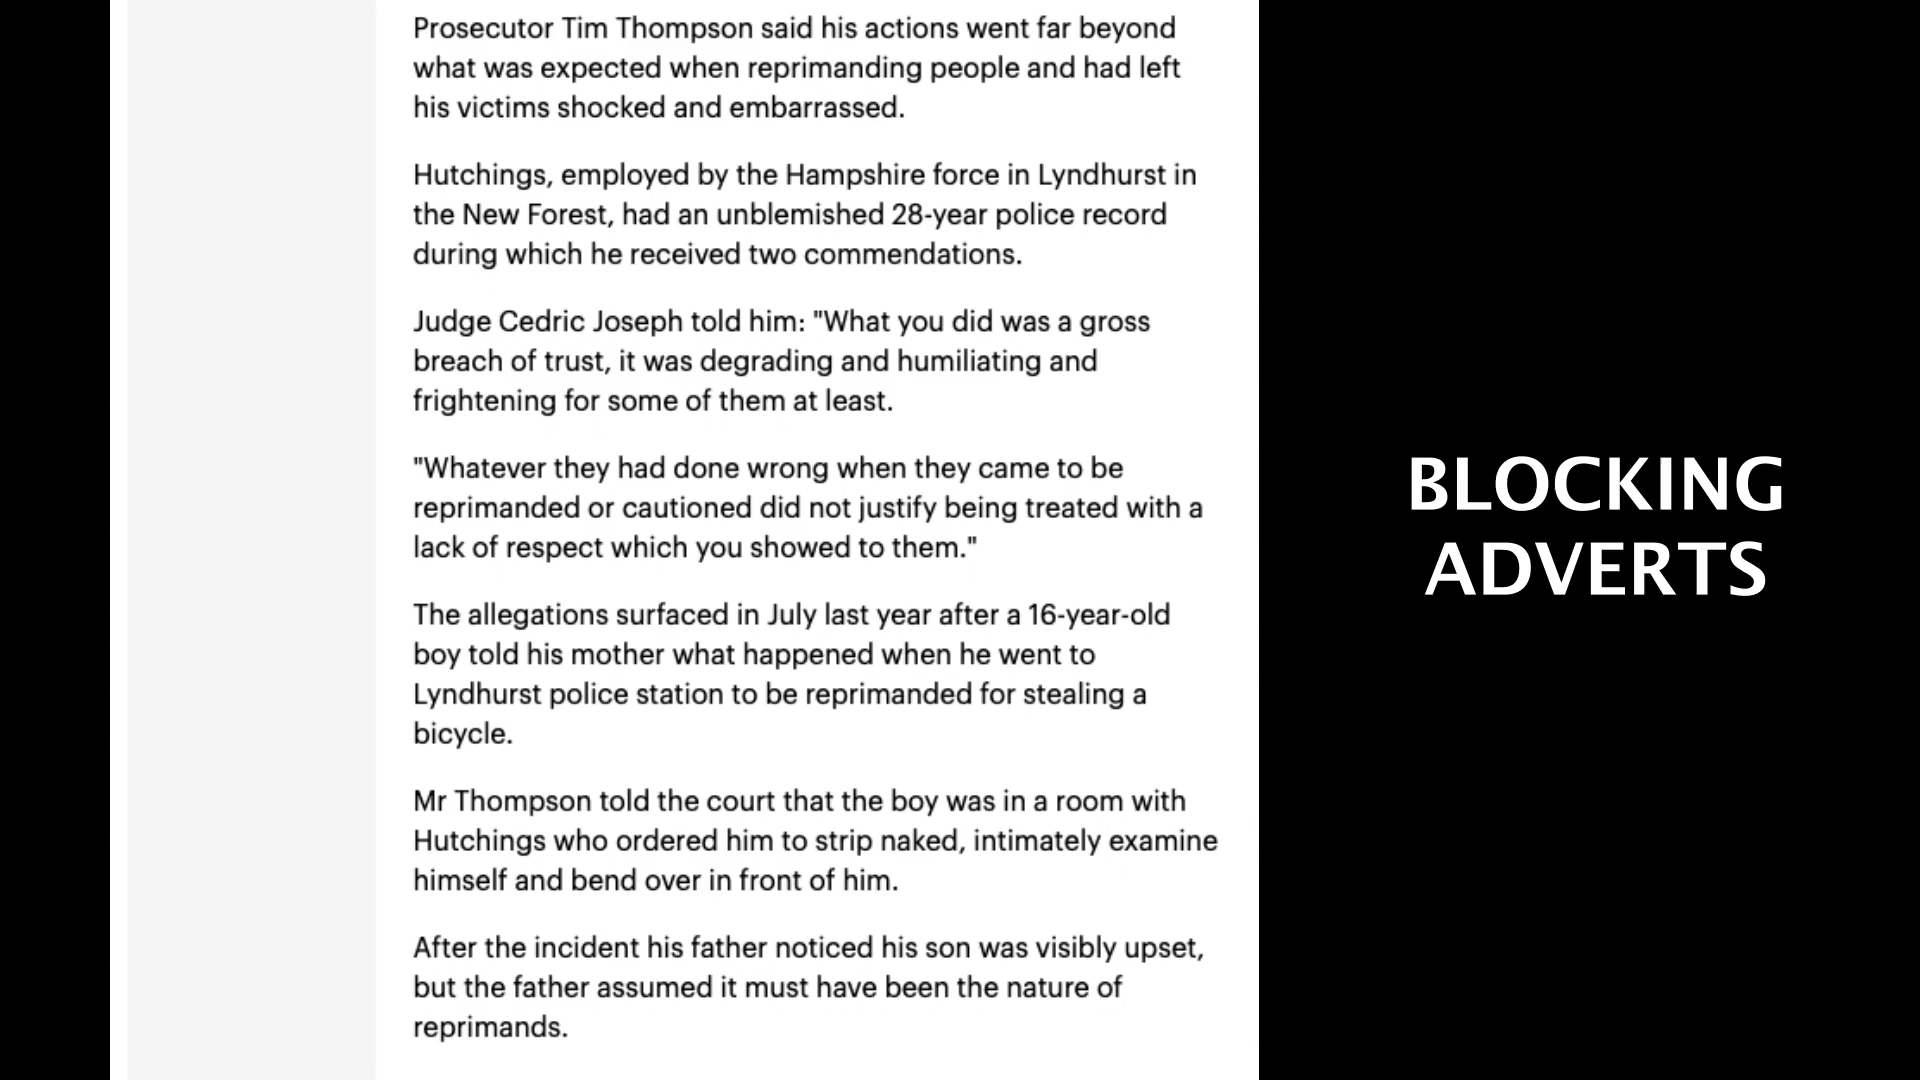 Prosecutor Tim Thompson said his actions went far beyond
what was expected when reprimanding people and had left
his victims shocked and embarrassed.
Hutchings, employed by the Hampshire force in Lyndhurst in
the New Forest, had an unblemished 28-year police record
during which he received two commendations.
Judge Cedric Joseph told him: "What you did was a gross
breach of trust, it was degrading and humiliating and
frightening for some of them at least.
"Whatever they had done wrong when they came to be
reprimanded or cautioned did not justify being treated with a
lack of respect which you showed to them."
The allegations surfaced in July last year after a 16-year-old
boy told his mother what happened when he went to
Lyndhurst police station to be reprimanded for stealing a
bicycle.
Mr Thompson told the court that the boy was in a room with
Hutchings who ordered him to strip naked, intimately examine
himself and bend over in front of him.
After the incident his father noticed his son was visibly upset,
but the father assumed it must have been the nature of
reprimands.
BLOCKING
ADVERTS